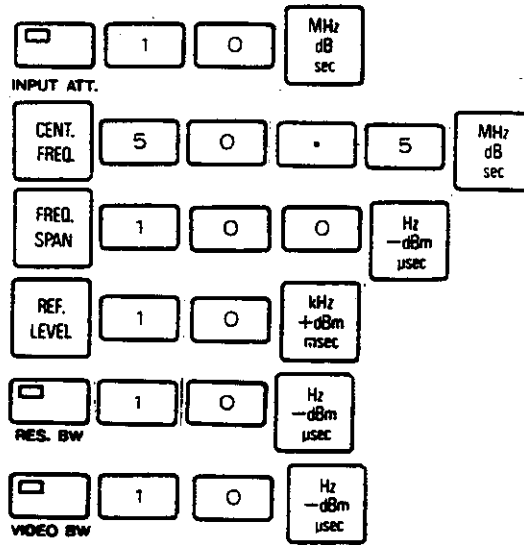 1 0 MHz
dB
sec
INPUT ATT.
CENT.
FREQ. 5 0 . 5 MHz
dB
sec
FREQ.
SPAN 1 0 0 Hz
−dBm
µsec
REF.
LEVEL 1 0 kHz
+dBm
msec
1 0 Hz
−dBm
µsec
RES. BW
1 0 Hz
−dBm
µsec
VIDEO BW